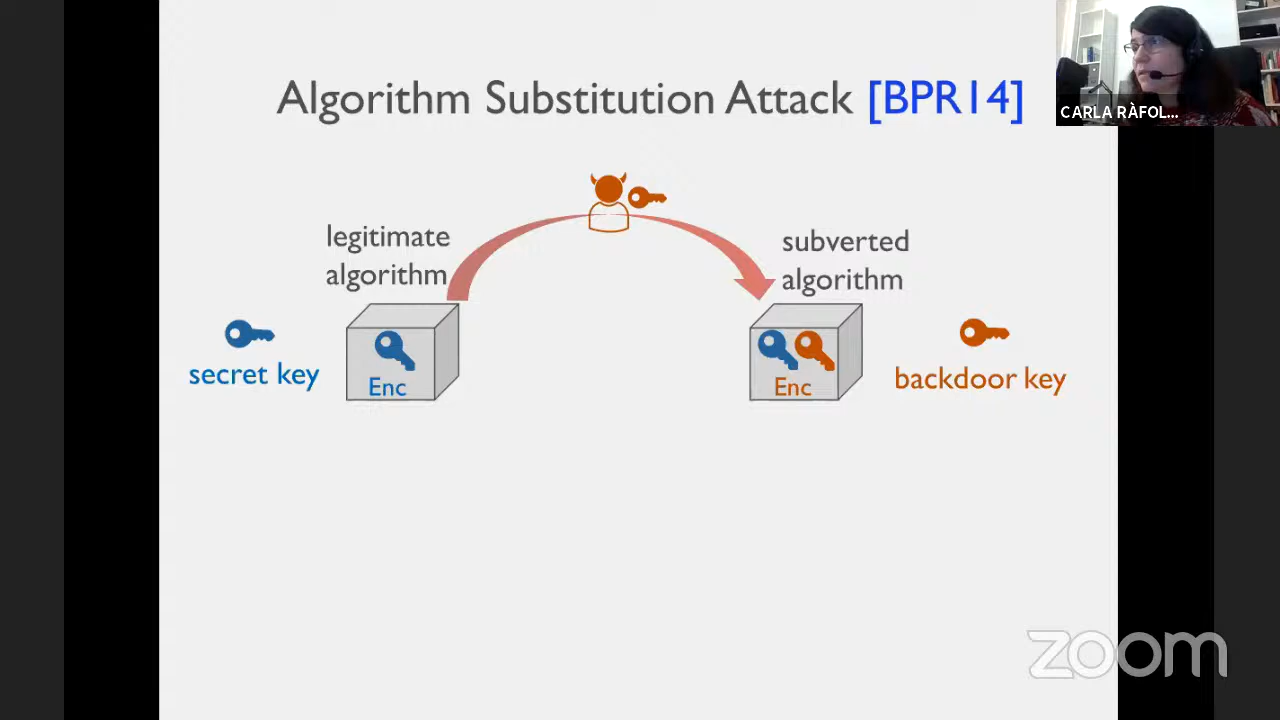 Algorithm Substitution Attack [BPR14]
CARLA RÀFOL...
legitimate
algorithm
subverted
algorithm
secret key
Enc
Enc
backdoor key
zoom